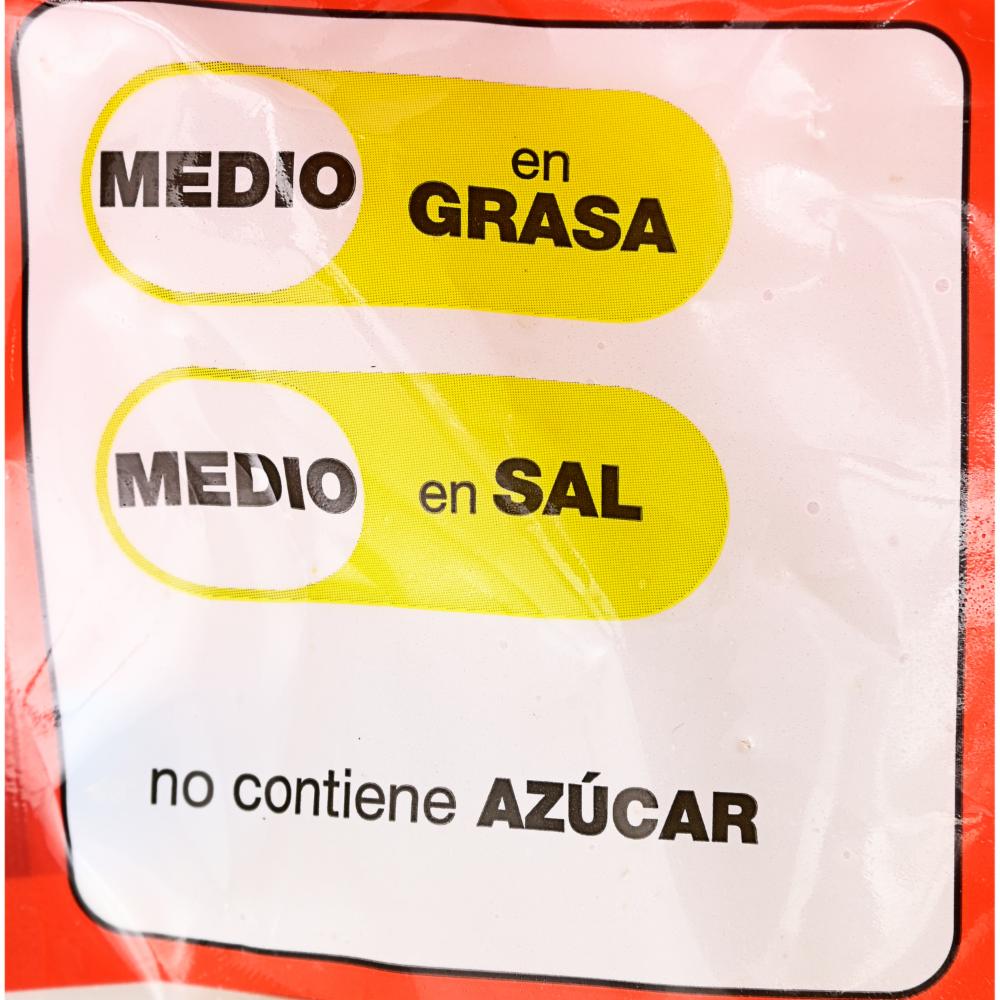 MEDIO en
GRASA
MEDIO en SAL
no contiene AZÚCAR